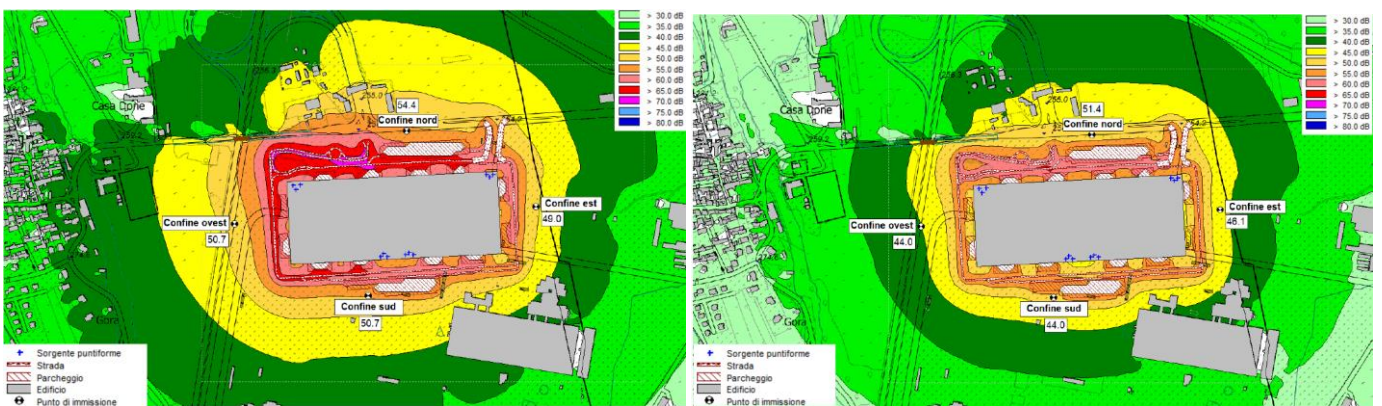 > 30.0 dB
> 35.0 dB
> 40.0 dB
> 45.0 dB
> 50.0 dB
> 55.0 dB
> 60.0 dB
> 65.0 dB
> 70.0 dB
> 75.0 dB
> 80.0 dB
Casa Done
54.4
Confine nord
Confine est
49.0
Confine ovest
50.7
Confine sud
50.7
Gora
Sorgente puntiforme
Strada
Parcheggio
Edificio
Punto di immissione
> 30.0 dB
> 35.0 dB
> 40.0 dB
> 45.0 dB
> 50.0 dB
> 55.0 dB
> 60.0 dB
> 65.0 dB
> 70.0 dB
> 75.0 dB
> 80.0 dB
Casa Done
51.4
Confine nord
Confine est
46.1
Confine ovest
44.0
Confine sud
44.0
Gora
Sorgente puntiforme
Strada
Parcheggio
Edificio
Punto di immissione